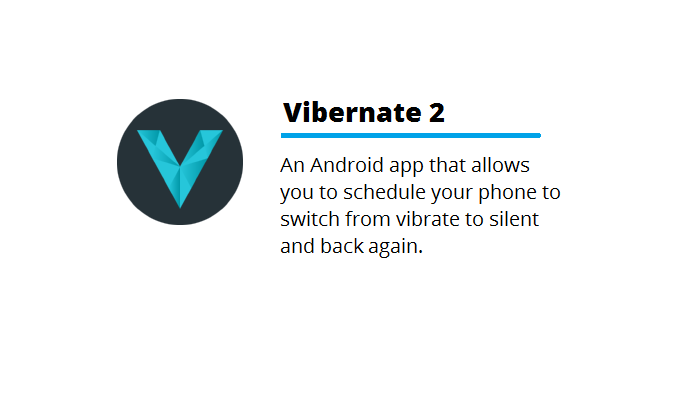 Vibernate 2
An Android app that allows
you to schedule your phone to
switch from vibrate to silent
and back again.